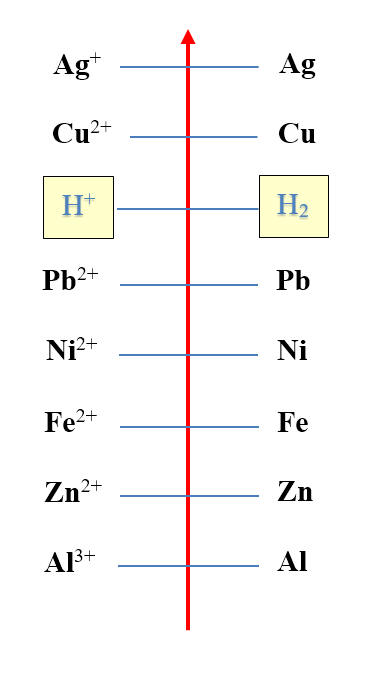 Ag⁺ Ag
Cu²⁺ Cu
H⁺ H₂
Pb²⁺ Pb
Ni²⁺ Ni
Fe²⁺ Fe
Zn²⁺ Zn
Al³⁺ Al